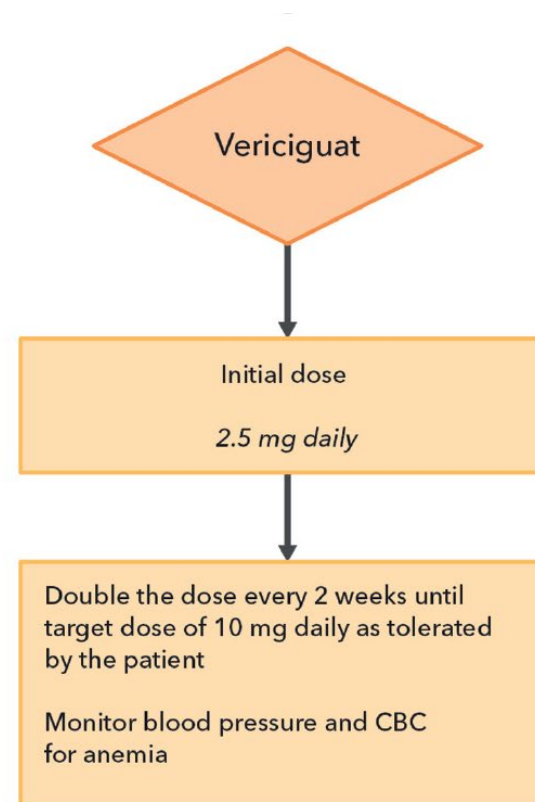 Vericiguat
Initial dose
2.5 mg daily
Double the dose every 2 weeks until
target dose of 10 mg daily as tolerated
by the patient
Monitor blood pressure and CBC
for anemia